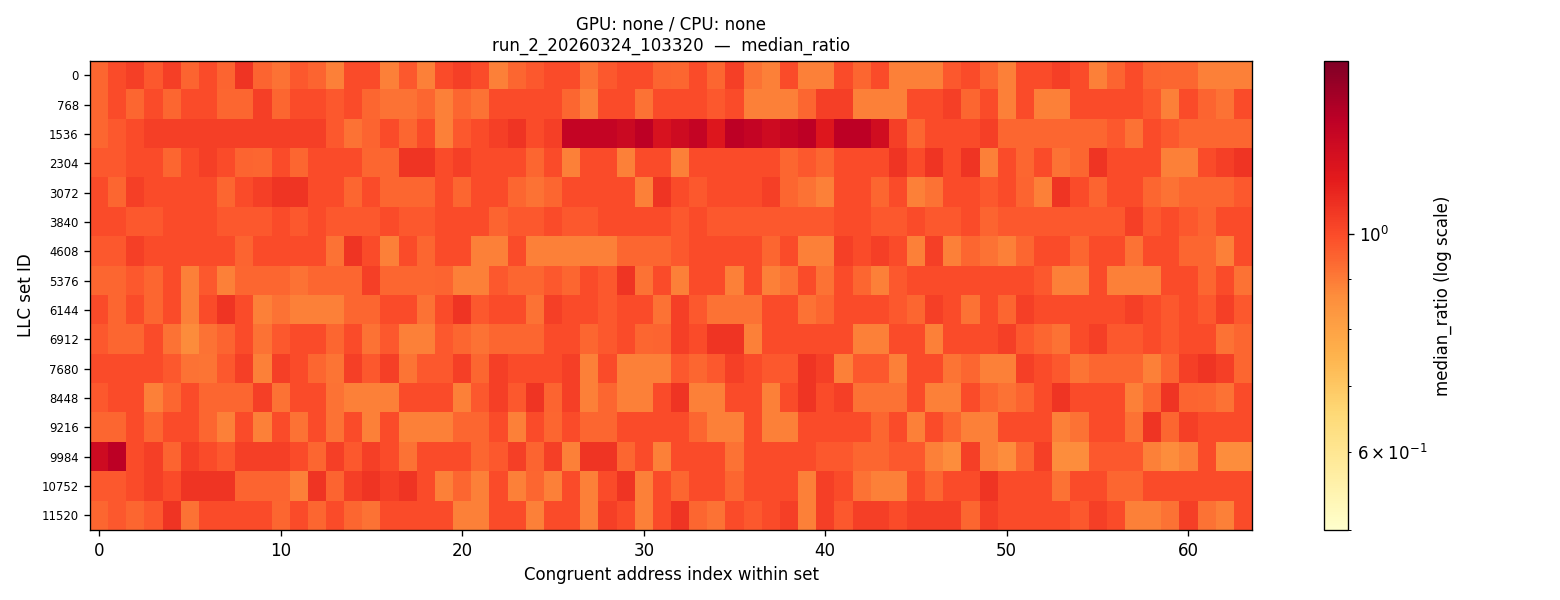 GPU: none / CPU: none
run_2_20260324_103320 — median_ratio
LLC set ID
0
768
1536
2304
3072
3840
4608
5376
6144
6912
7680
8448
9216
9984
10752
11520
0 10 20 30 40 50 60
Congruent address index within set
10⁰
6 × 10⁻¹
median_ratio (log scale)